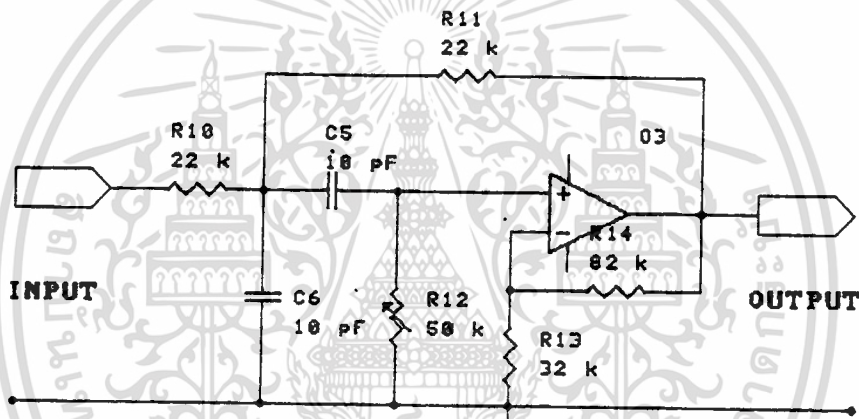 R11
22 k
R10
22 k
C5
10 pF
03
R14
82 k
INPUT
C6
10 pF
R12
50 k
R13
32 k
OUTPUT